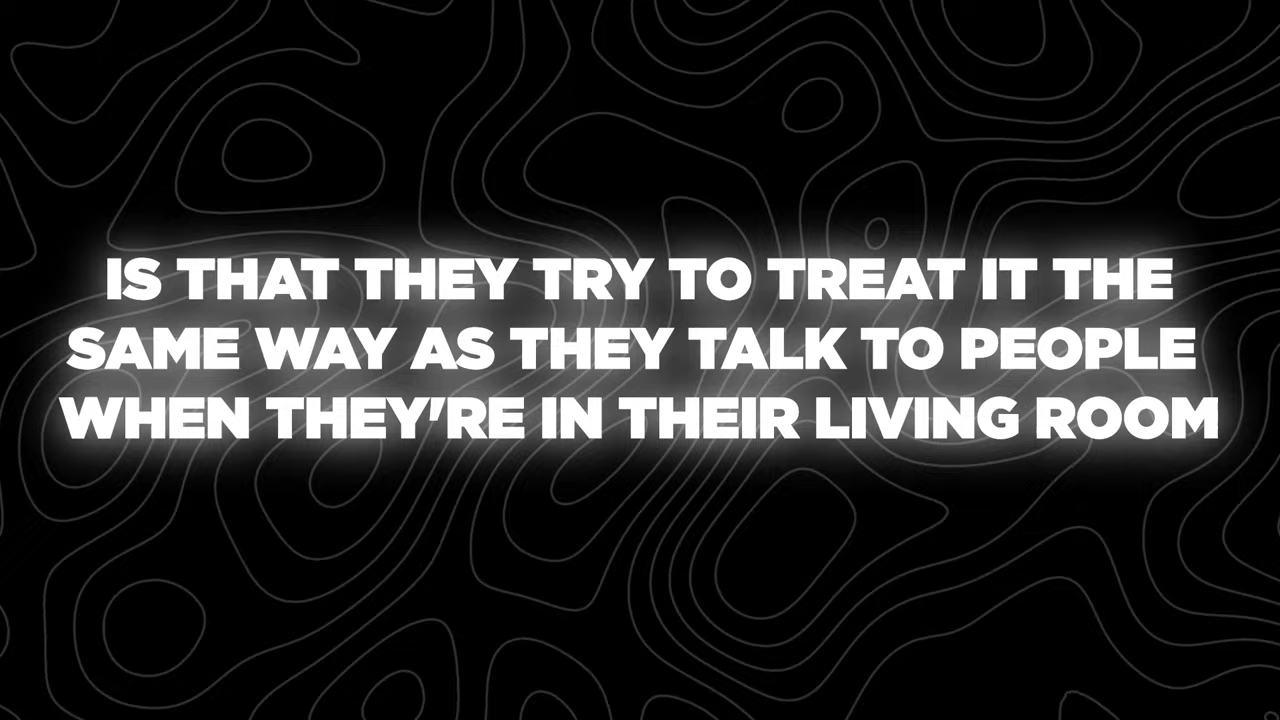 IS THAT THEY TRY TO TREAT IT THE
SAME WAY AS THEY TALK TO PEOPLE
WHEN THEY'RE IN THEIR LIVING ROOM